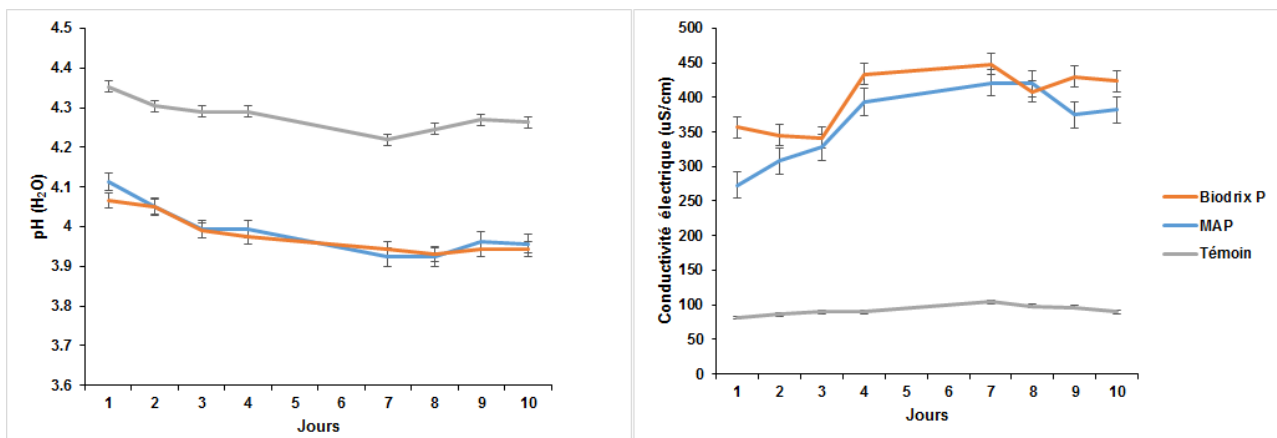 4.5
4.4
4.3
4.2
4.1
4
3.9
3.8
3.7
3.6
pH (H₂O)
1 2 3 4 5 6 7 8 9 10
Jours
500
450
400
350
300
250
200
150
100
50
0
Conductivité électrique (uS/cm)
1 2 3 4 5 6 7 8 9 10
Jours
Biodrix P
MAP
Témoin